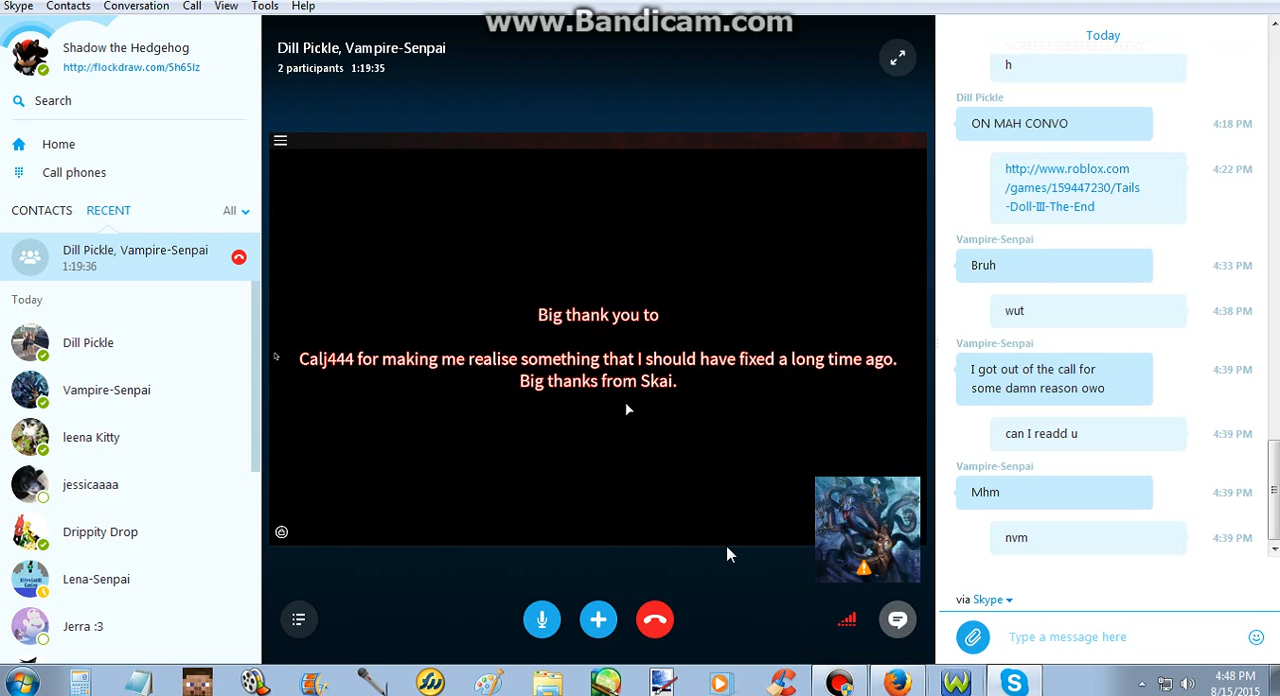 www.Bandicam.com
Skype Contacts Conversation Call View Tools Help
Shadow the Hedgehog
http://flockdraw.com/5h65lz
Search
Home
Call phones
CONTACTS RECENT All
Dill Pickle, Vampire-Senpai
1:19:36
Today
Dill Pickle
Vampire-Senpai
leena Kitty
jessicaaaa
Drippity Drop
Lena-Senpai
Jerra :3
Dill Pickle, Vampire-Senpai
2 participants 1:19:35
Big thank you to
Calj444 for making me realise something that I should have fixed a long time ago.
Big thanks from Skai.
Today
h
Dill Pickle
ON MAH CONVO 4:18 PM
http://www.roblox.com 4:22 PM
/games/159447230/Tails
-Doll-III-The-End
Vampire-Senpai
Bruh 4:33 PM
wut 4:38 PM
Vampire-Senpai
I got out of the call for 4:39 PM
some damn reason owo
can I readd u 4:39 PM
Vampire-Senpai
Mhm 4:39 PM
nvm 4:39 PM
via Skype
Type a message here
4:48 PM
8/15/2015